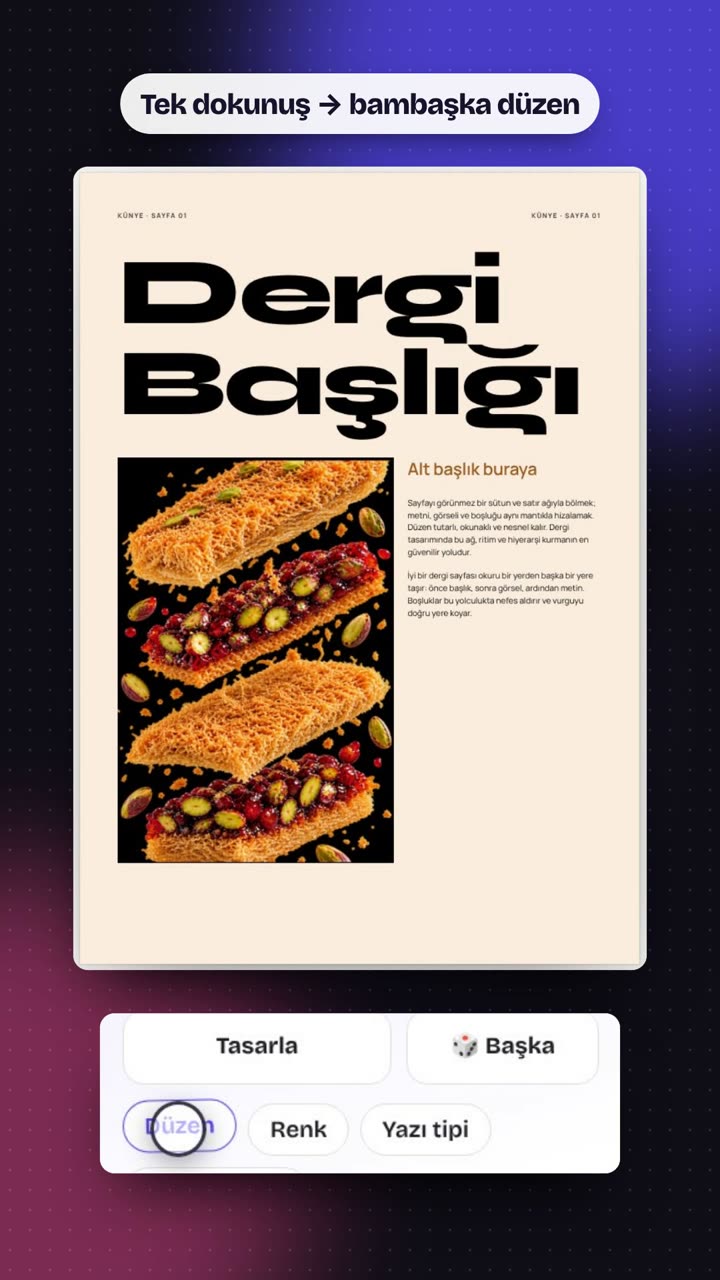 Tek dokunuş → bambaşka düzen
KÜNYE · SAYFA 01
KÜNYE · SAYFA 01
Dergi
Başlığı
Alt başlık buraya
Sayfayı görünmez bir sütun ve satır ağıyla bölmek;
metni, görseli ve boşluğu aynı mantıkla hizalamak.
Düzen tutarlı, okunaklı ve nesnel kalır. Dergi
tasarımında bu ağ, ritim ve hiyerarşi kurmanın en
güvenilir yoludur.
İyi bir dergi sayfası okuru bir yerden başka bir yere
taşır: önce başlık, sonra görsel, ardından metin.
Boşluklar bu yolculukta nefes aldırır ve vurguyu
doğru yere koyar.
Tasarla
🎲 Başka
Düzen
Renk
Yazı tipi